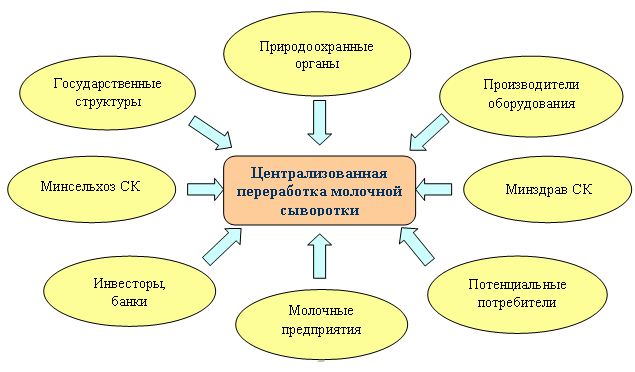 Природоохранные
органы
Государственные
структуры
Производители
оборудования
Централизованная
переработка молочной
сыворотки
Минсельхоз СК
Минздрав СК
Инвесторы,
банки
Молочные
предприятия
Потенциальные
потребители